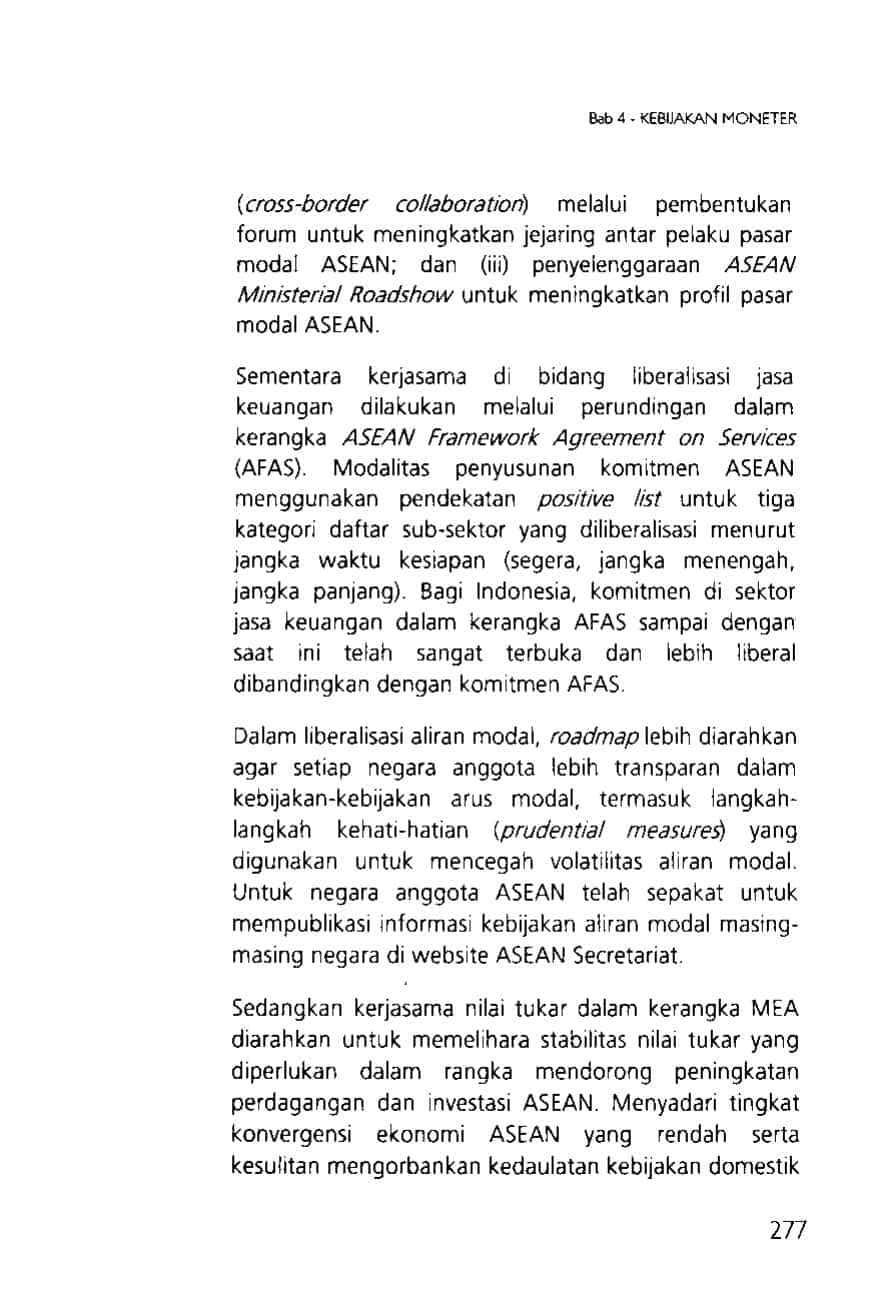 Bab 4 - KEBIJAKAN MONETER
(cross-border collaboration) melalui pembentukan
forum untuk meningkatkan jejaring antar pelaku pasar
modal ASEAN; dan (iii) penyelenggaraan ASEAN
Ministerial Roadshow untuk meningkatkan profil pasar
modal ASEAN.
Sementara kerjasama di bidang liberalisasi jasa
keuangan dilakukan melalui perundingan dalam
kerangka ASEAN Framework Agreement on Services
(AFAS). Modalitas penyusunan komitmen ASEAN
menggunakan pendekatan positive list untuk tiga
kategori daftar sub-sektor yang diliberalisasi menurut
jangka waktu kesiapan (segera, jangka menengah,
jangka panjang). Bagi Indonesia, komitmen di sektor
jasa keuangan dalam kerangka AFAS sampai dengan
saat ini telah sangat terbuka dan lebih liberal
dibandingkan dengan komitmen AFAS.
Dalam liberalisasi aliran modal, roadmap lebih diarahkan
agar setiap negara anggota lebih transparan dalam
kebijakan-kebijakan arus modal, termasuk langkah-
langkah kehati-hatian (prudential measures) yang
digunakan untuk mencegah volatilitas aliran modal.
Untuk negara anggota ASEAN telah sepakat untuk
mempublikasi informasi kebijakan aliran modal masing-
masing negara di website ASEAN Secretariat.
Sedangkan kerjasama nilai tukar dalam kerangka MEA
diarahkan untuk memelihara stabilitas nilai tukar yang
diperlukan dalam rangka mendorong peningkatan
perdagangan dan investasi ASEAN. Menyadari tingkat
konvergensi ekonomi ASEAN yang rendah serta
kesulitan mengorbankan kedaulatan kebijakan domestik
277